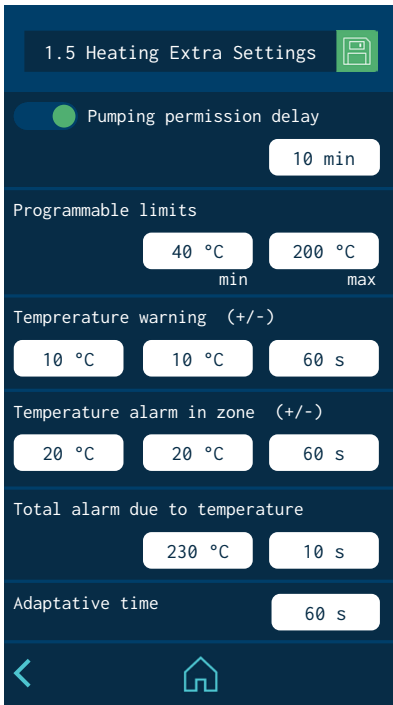 1.5 Heating Extra Settings
Pumping permission delay
10 min
Programmable limits
40 °C 200 °C
min max
Temprerature warning (+/-)
10 °C 10 °C 60 s
Temperature alarm in zone (+/-)
20 °C 20 °C 60 s
Total alarm due to temperature
230 °C 10 s
Adaptative time
60 s